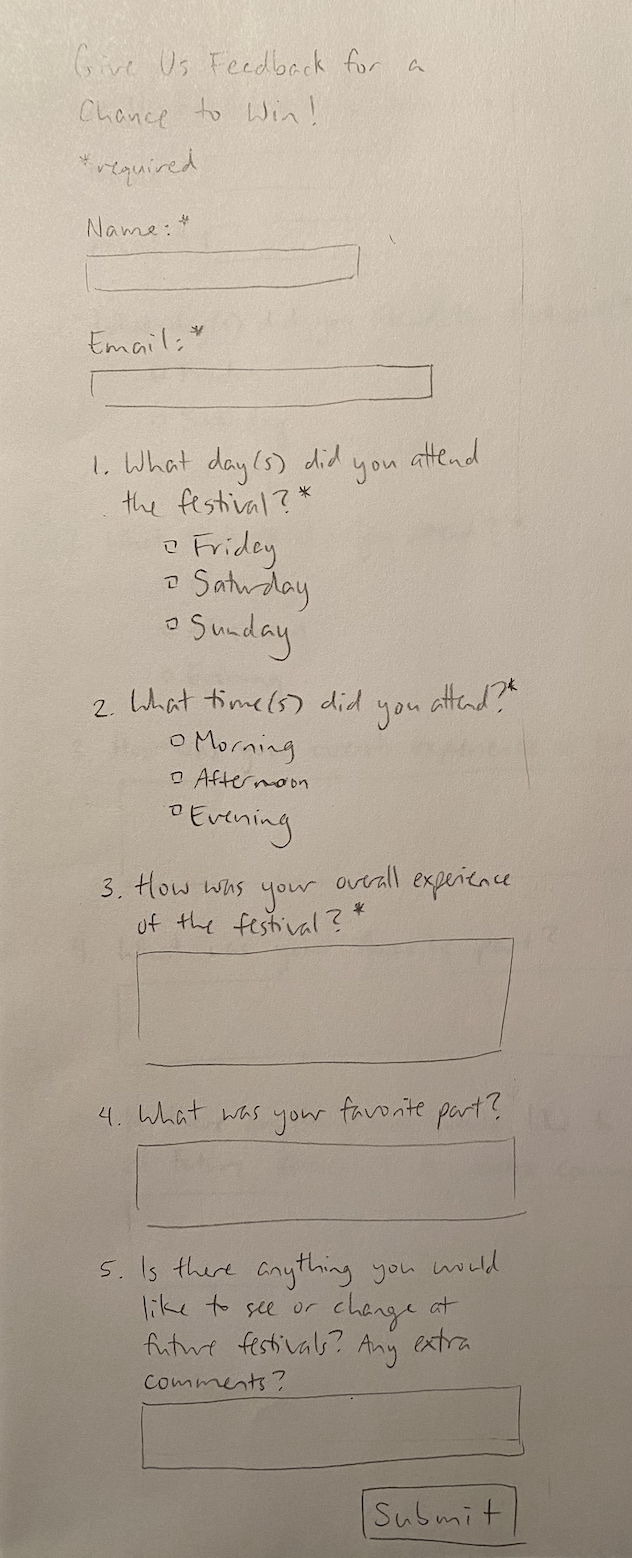 Give Us Feedback for a
Chance to Win!
*required
Name:*
Email:*
1. What day(s) did you attend
the festival?*
Friday
Saturday
Sunday
2. What time(s) did you attend?*
Morning
Afternoon
Evening
3. How was your overall experience
of the festival?*
4. What was your favorite part?
5. Is there anything you would
like to see or change at
future festivals? Any extra
comments?
Submit